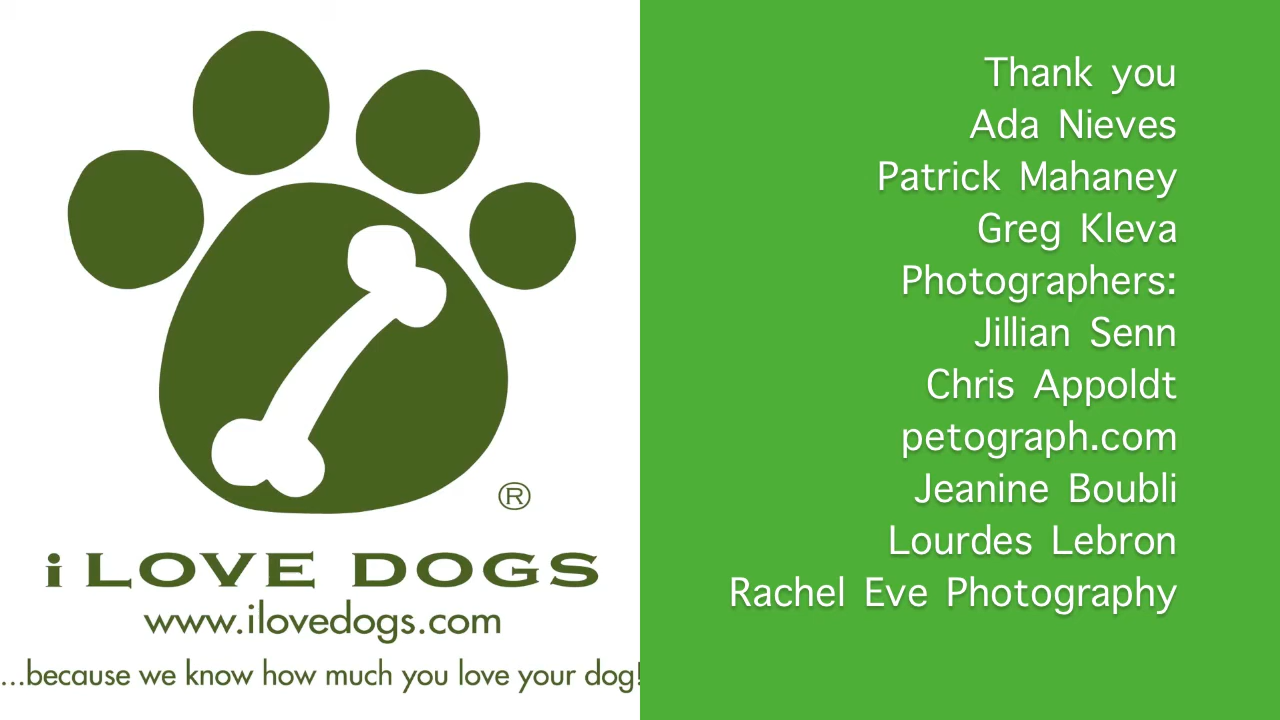 ®
i LOVE DOGS
www.ilovedogs.com
...because we know how much you love your dog!
Thank you
Ada Nieves
Patrick Mahaney
Greg Kleva
Photographers:
Jillian Senn
Chris Appoldt
petograph.com
Jeanine Boubli
Lourdes Lebron
Rachel Eve Photography